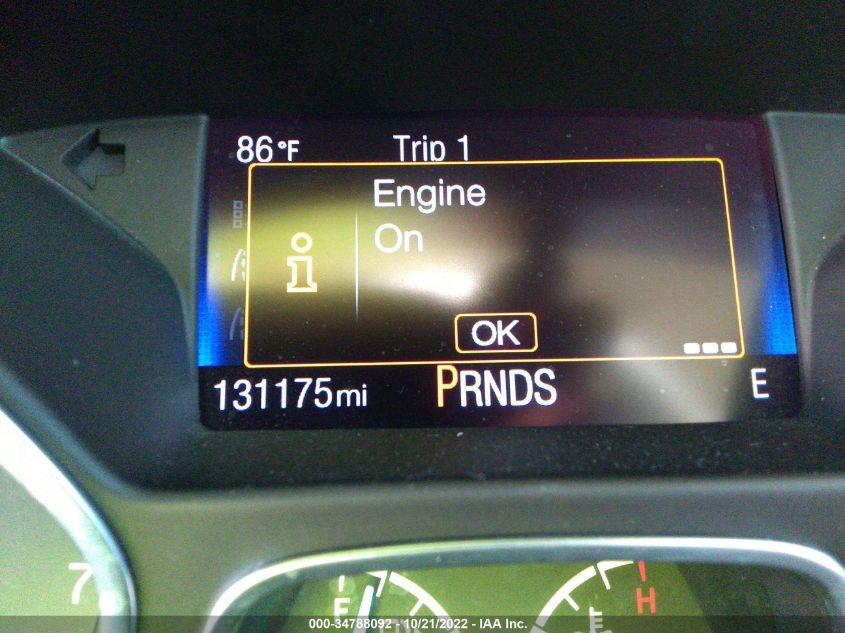 86°F Trip 1
Engine
On
OK
131175mi PRNDS E
7
F H
000-34788092 - 10/21/2022 - IAA Inc.